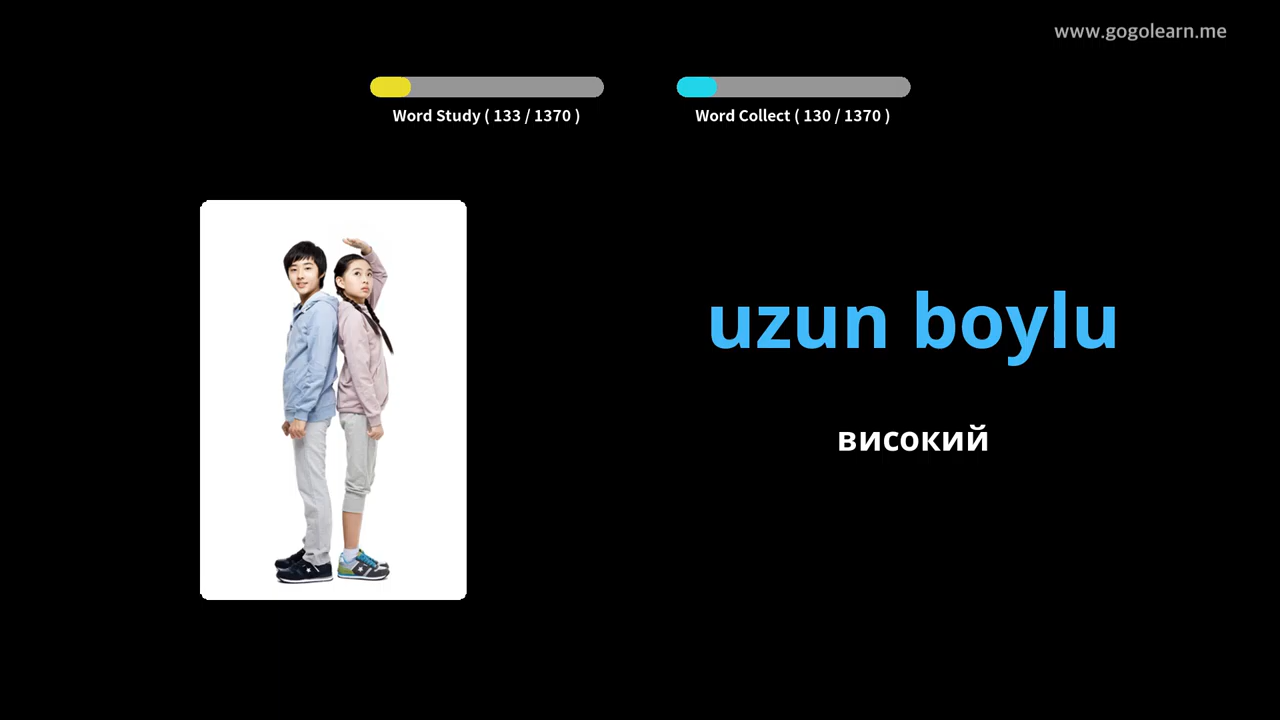 www.gogolearn.me
Word Study ( 133 / 1370 )
Word Collect ( 130 / 1370 )
uzun boylu
високий